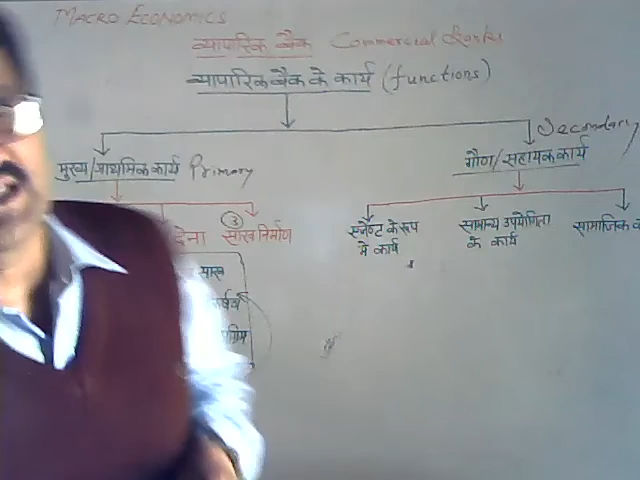 MACRO ECONOMICS
व्यापारिक बैंक Commercial Banks
व्यापारिक बैंक के कार्य (functions)
Secondary
मुख्य/प्राथमिक कार्य Primary
गौण/सहायक कार्य
③
देना साख निर्माण
एजेंट के रूप में कार्य
सामान्य उपयोगिता के कार्य
सामाजिक
साख